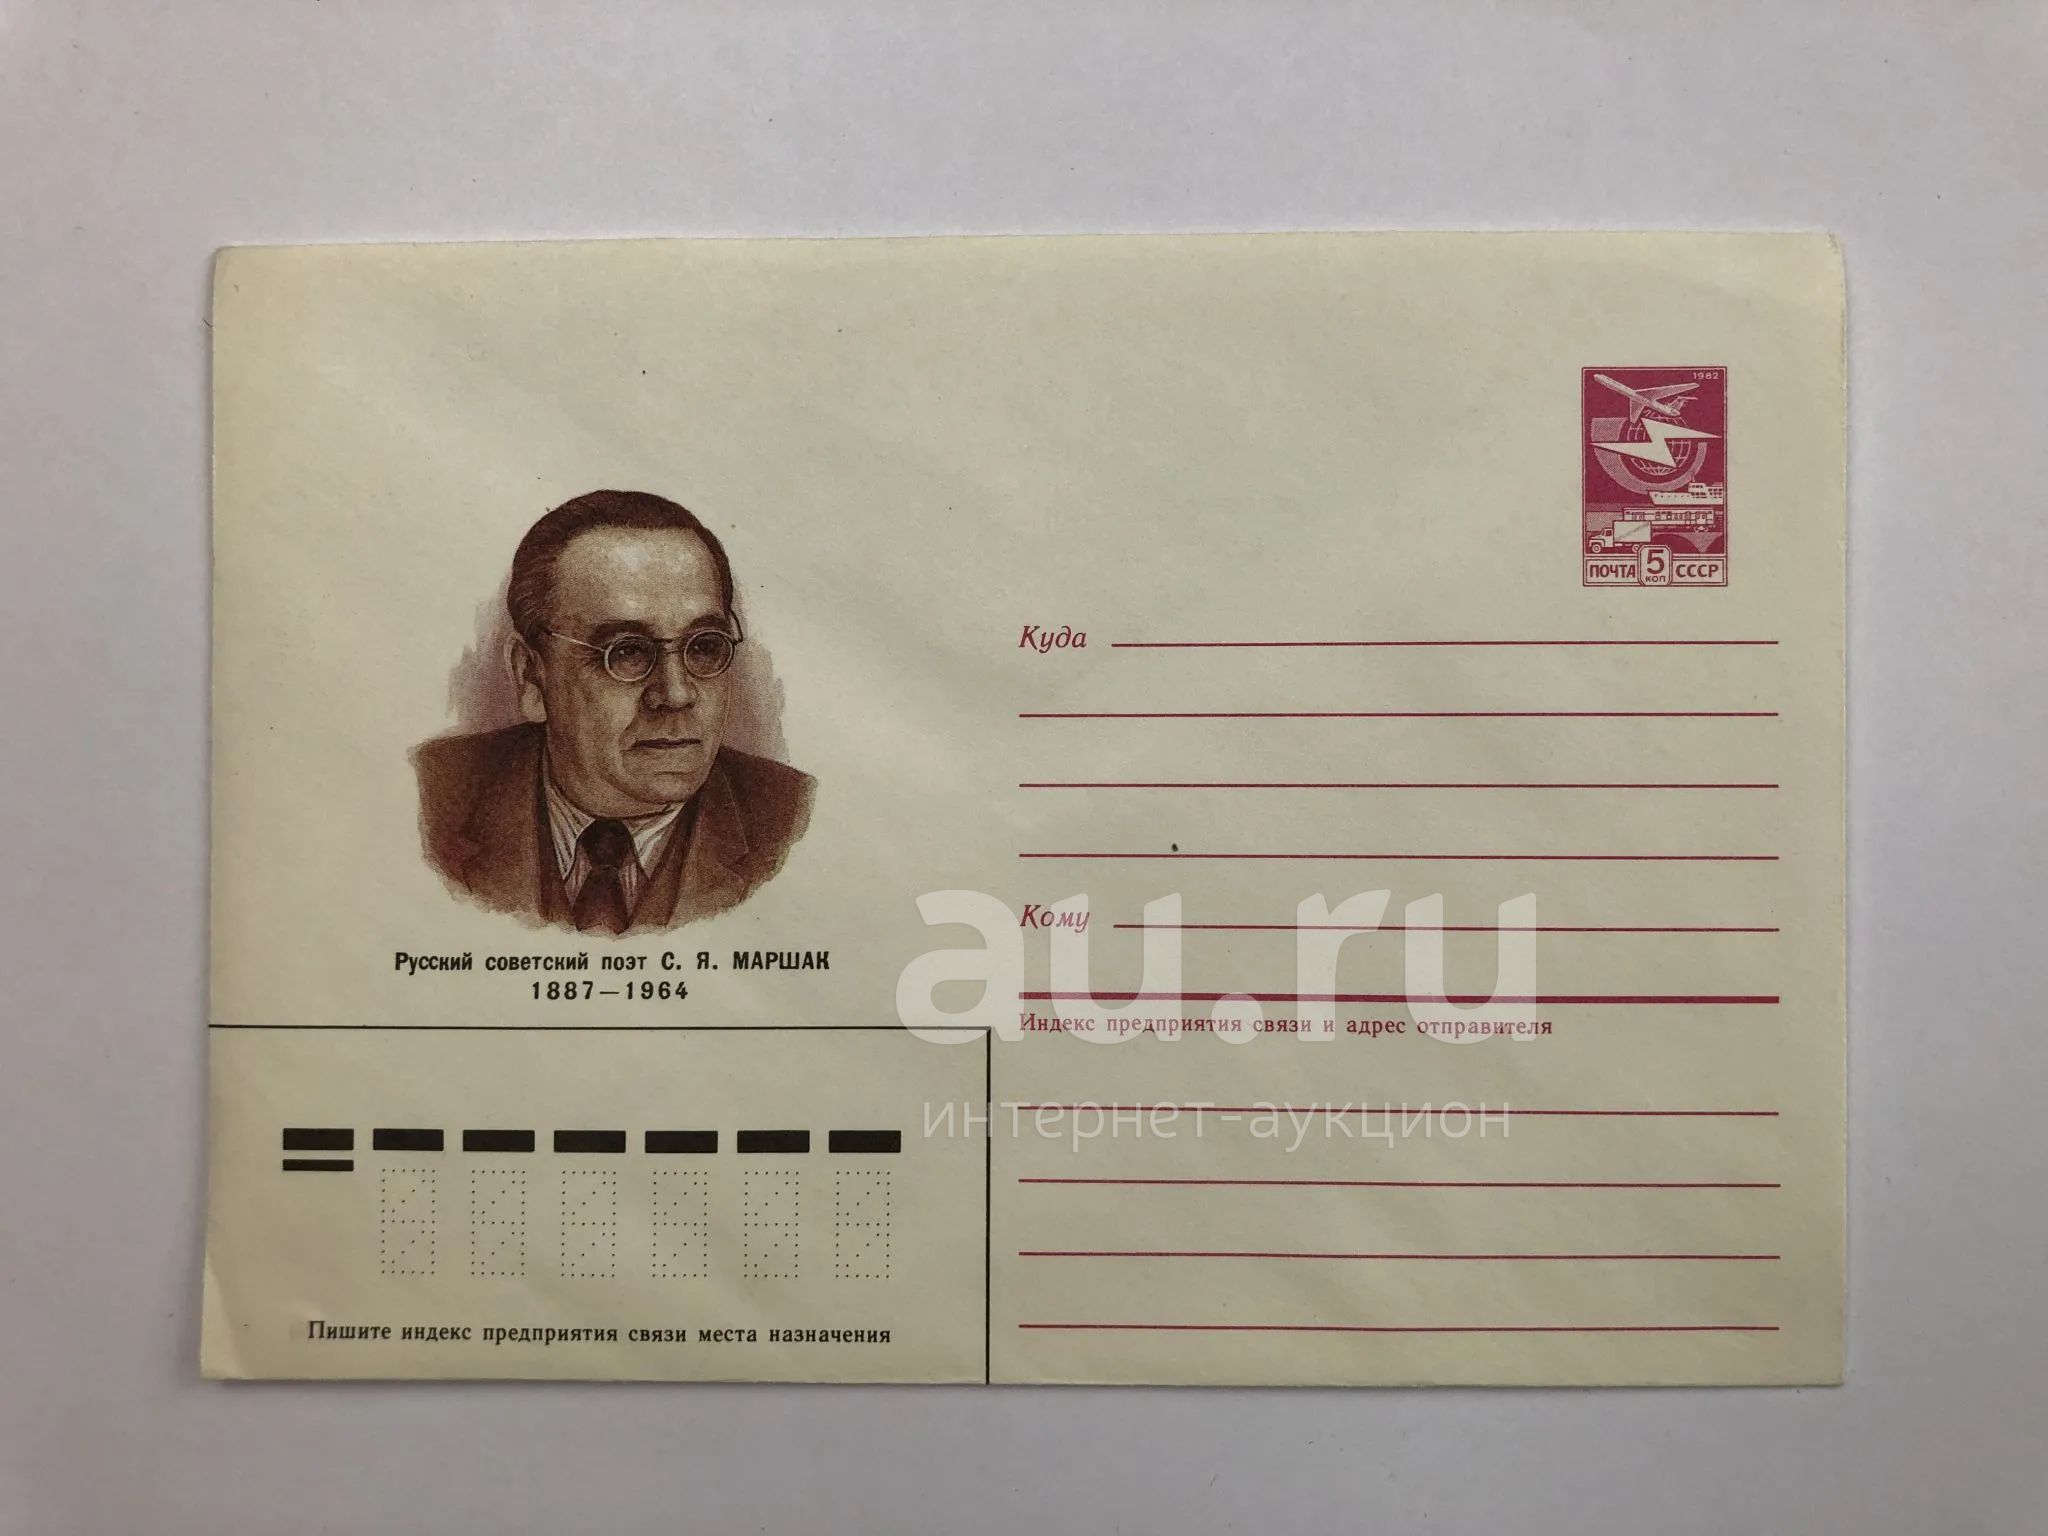 1982
ПОЧТА 5 КОП СССР
Русский советский поэт С. Я. МАРШАК
1887—1964
Куда
Кому
Индекс предприятия связи и адрес отправителя
Пишите индекс предприятия связи места назначения
au.ru
интернет-аукцион